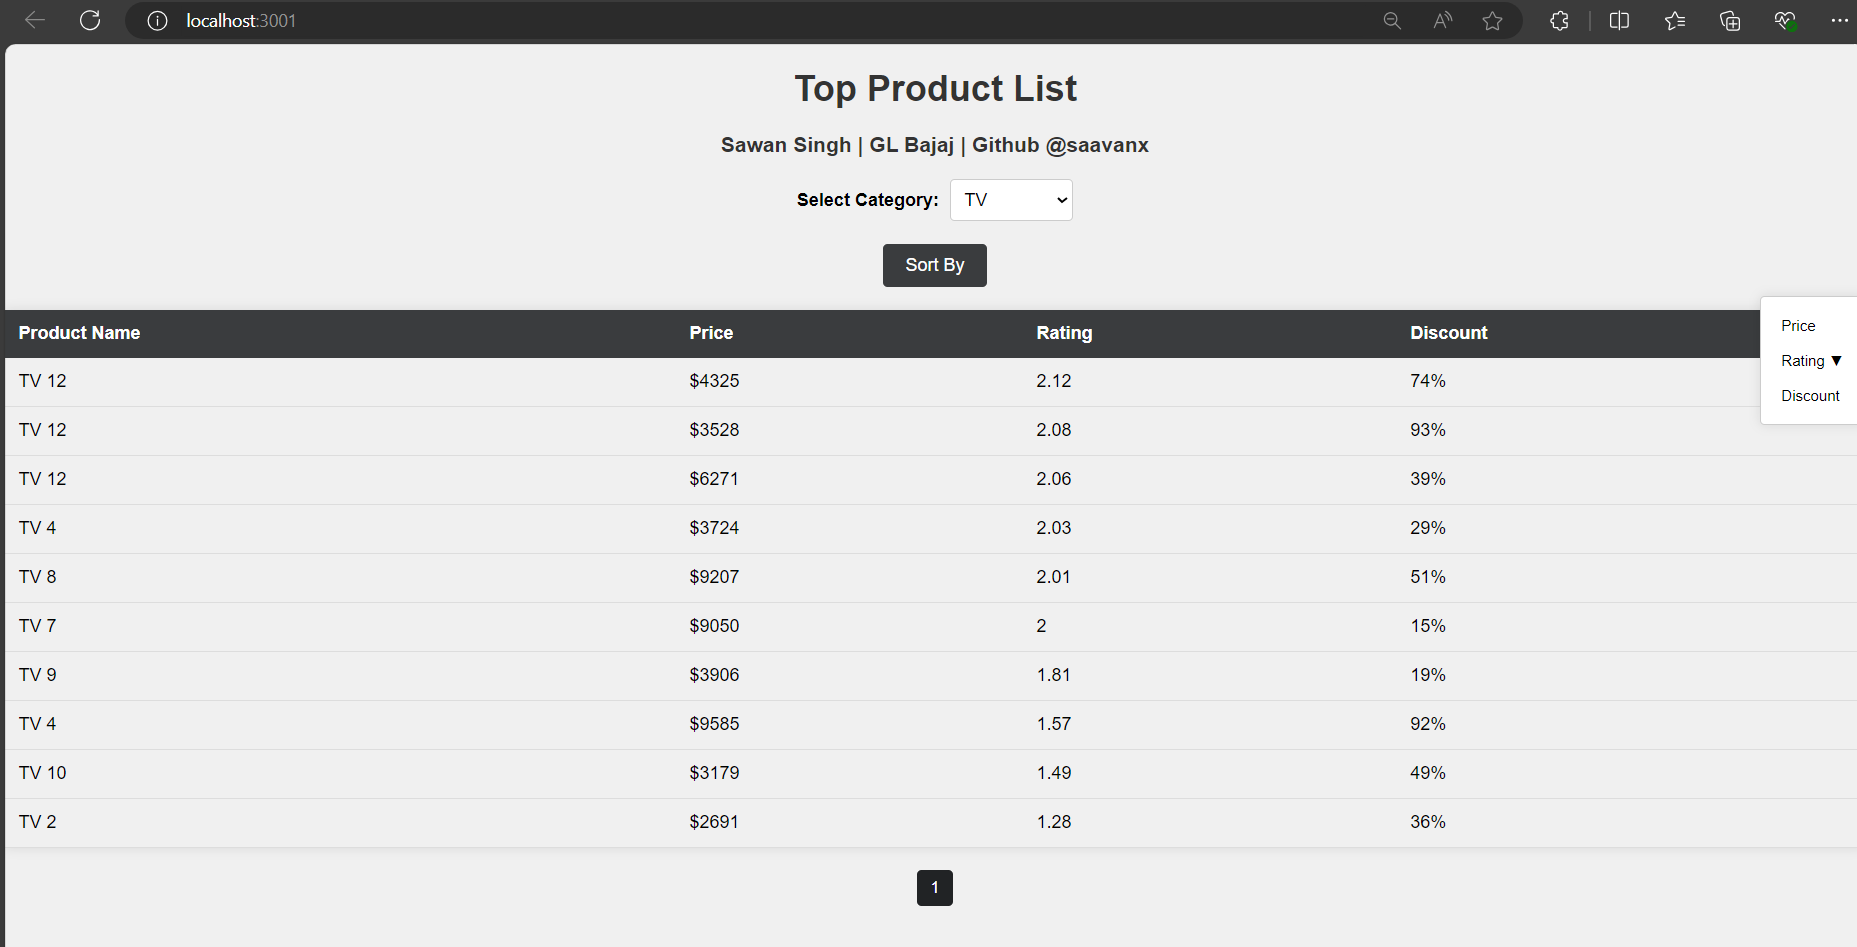 localhost:3001
Top Product List
Sawan Singh | GL Bajaj | Github @saavanx
Select Category: TV
Sort By
Product Name Price Rating Discount
Price
Rating ▼
Discount
TV 12 $4325 2.12 74%
TV 12 $3528 2.08 93%
TV 12 $6271 2.06 39%
TV 4 $3724 2.03 29%
TV 8 $9207 2.01 51%
TV 7 $9050 2 15%
TV 9 $3906 1.81 19%
TV 4 $9585 1.57 92%
TV 10 $3179 1.49 49%
TV 2 $2691 1.28 36%
1